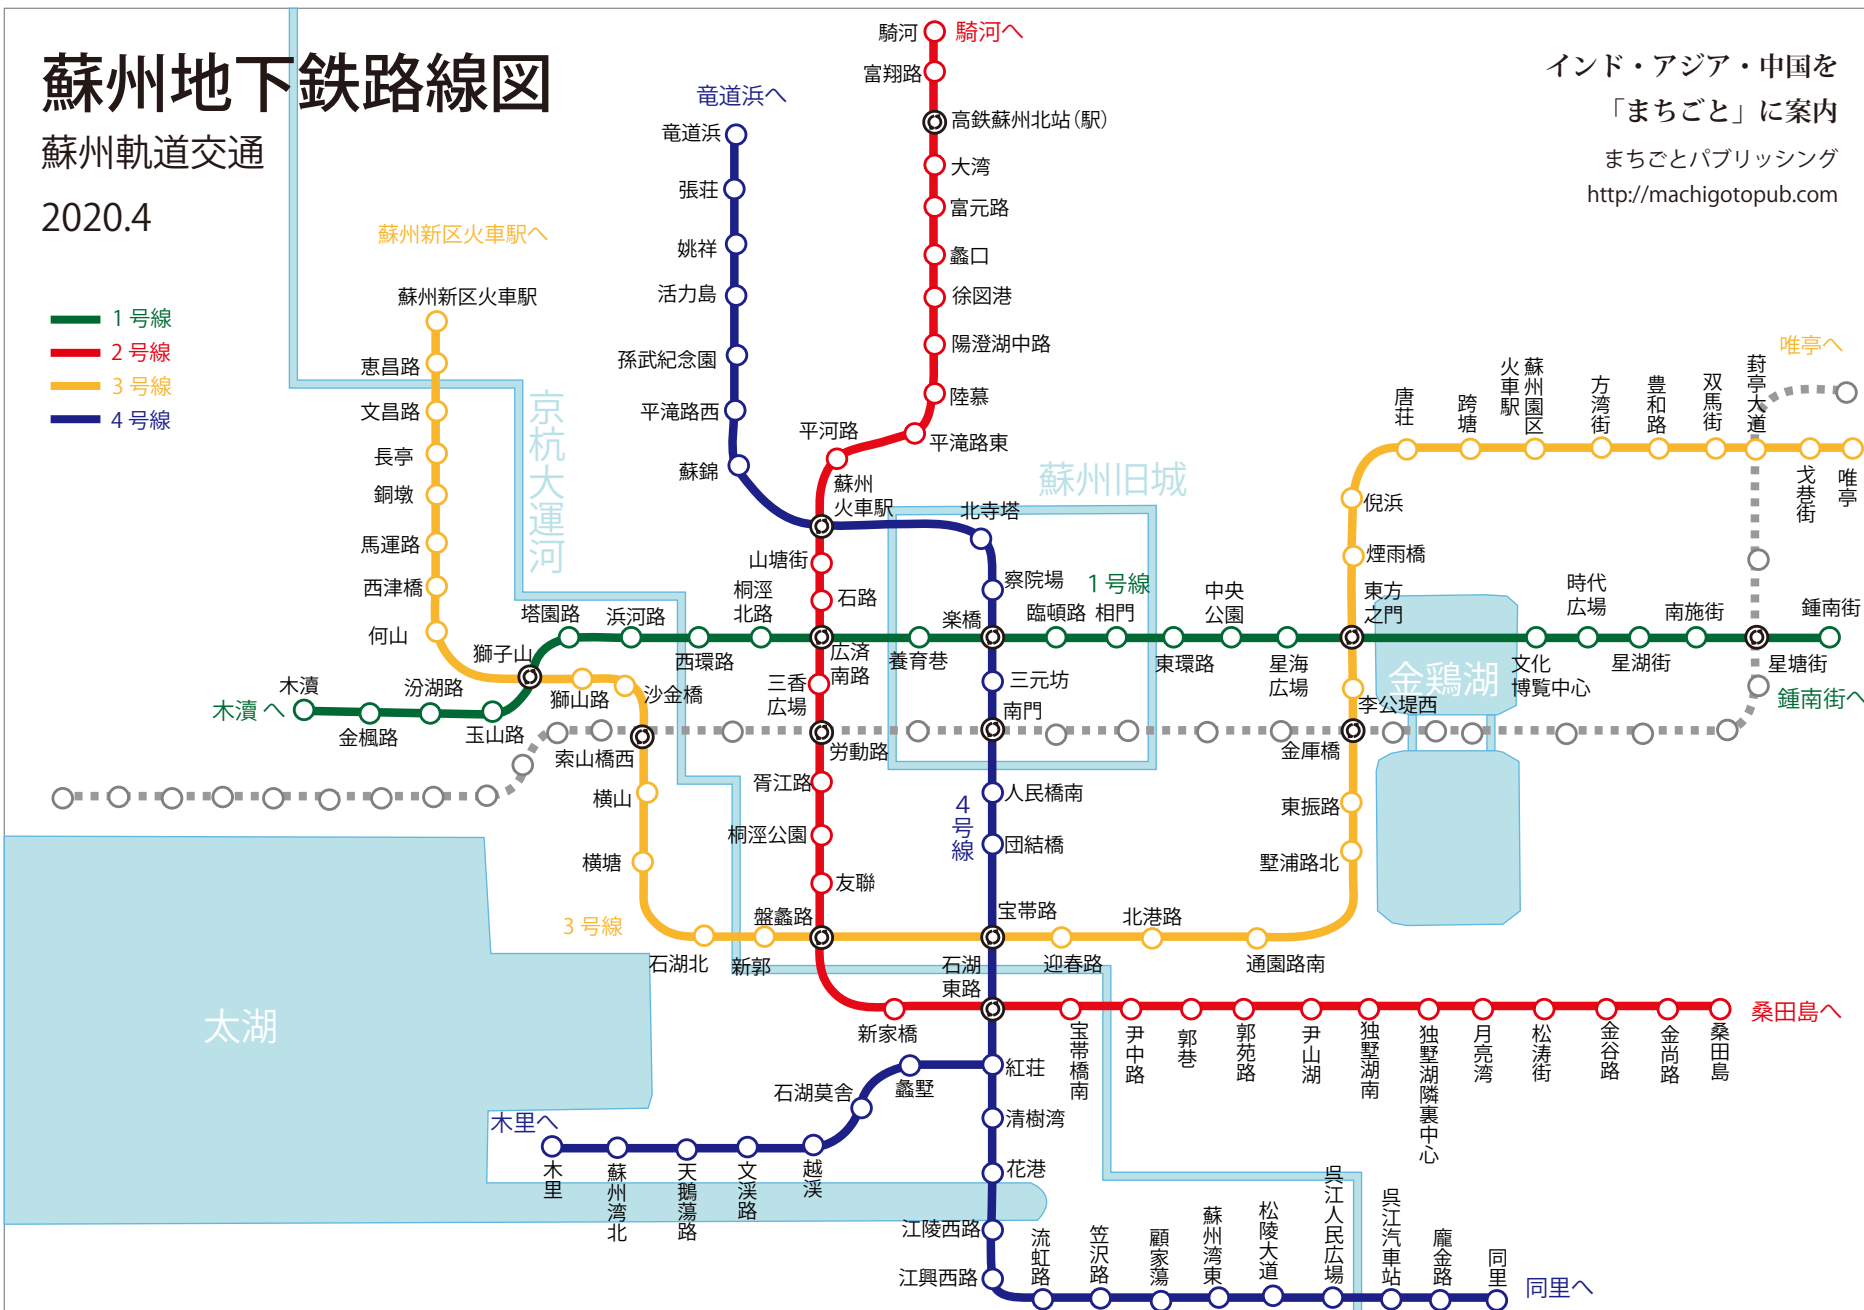 蘇州地下鉄路線図
蘇州軌道交通
2020.4
インド・アジア・中国を
「まちごと」に案内
まちごとパブリッシング
http://machigotopub.com
1号線
2号線
3号線
4号線
騎河
騎河へ
富翔路
高鉄蘇州北站(駅)
大湾
富元路
蠡口
徐図港
陽澄湖中路
陸慕
平滝路東
平河路
蘇州
火車駅
山塘街
石路
広済
南路
三香
広場
労動路
胥江路
桐涇公園
友聯
盤蠡路
新家橋
石湖
東路
宝帯橋南
尹中路
郭巷
郭苑路
尹山湖
独墅湖南
独墅湖隣裏中心
月亮湾
松涛街
金谷路
金尚路
桑田島
桑田島へ
竜道浜へ
竜道浜
張荘
姚祥
活力島
孫武紀念園
平滝路西
蘇錦
北寺塔
察院場
楽橋
三元坊
南門
人民橋南
4号線
団結橋
宝帯路
紅荘
蠡墅
石湖莫舎
越渓
文渓路
天鵝蕩路
蘇州湾北
木里
木里へ
清樹湾
花港
江陵西路
江興西路
流虹路
笠沢路
顧家蕩
蘇州湾東
松陵大道
呉江人民広場
呉江汽車站
龐金路
同里
同里へ
蘇州新区火車駅へ
蘇州新区火車駅
恵昌路
文昌路
長亭
銅墩
馬運路
西津橋
何山
獅子山
獅山路
沙金橋
索山橋西
横山
横塘
3号線
石湖北
新郭
迎春路
北港路
通園路南
墅浦路北
東振路
金厙橋
李公堤西
東方
之門
煙雨橋
倪浜
唐荘
跨塘
蘇州園区
火車駅
方湾街
豊和路
双馬街
葑亭大道
戈巷街
唯亭
唯亭へ
木瀆へ
木瀆
金楓路
汾湖路
玉山路
塔園路
浜河路
西環路
桐涇
北路
養育巷
臨頓路
相門
1号線
東環路
中央
公園
星海
広場
文化
博覧中心
時代
広場
星湖街
南施街
星塘街
鍾南街
鍾南街へ
京杭大運河
蘇州旧城
金鶏湖
太湖